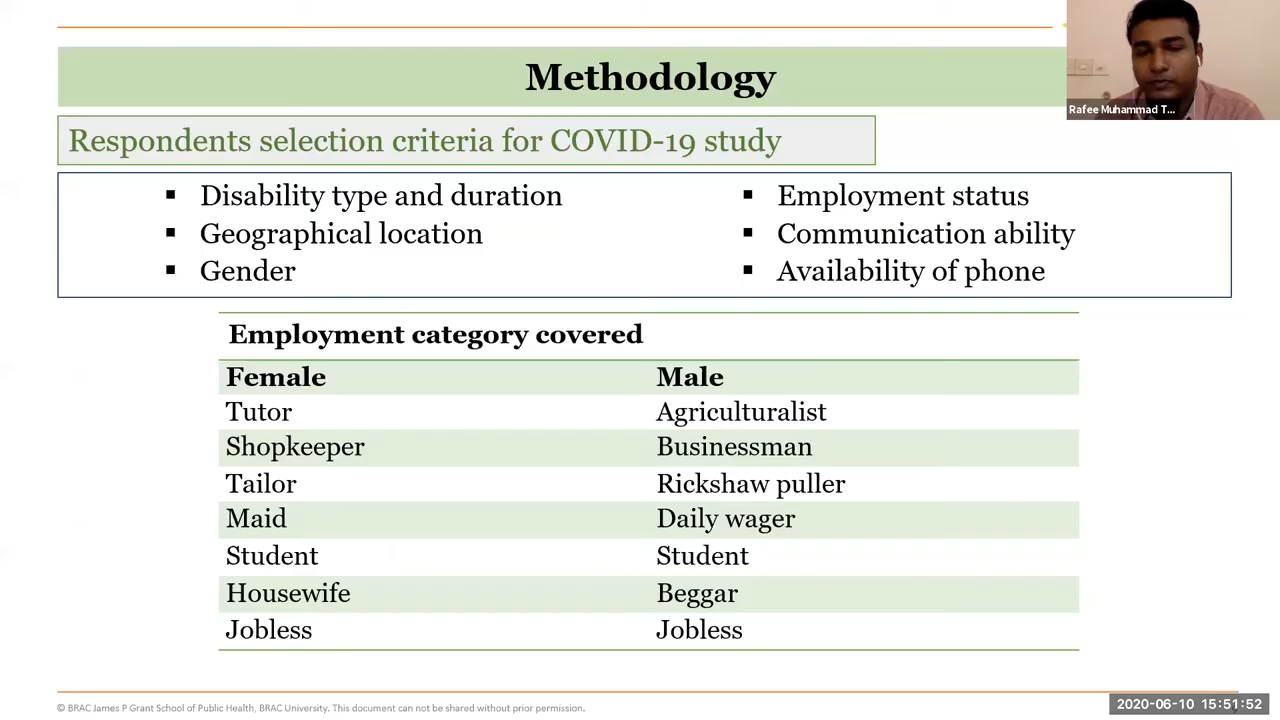 Methodology
Rafee Muhammad T...
Respondents selection criteria for COVID-19 study
▪ Disability type and duration
▪ Geographical location
▪ Gender
▪ Employment status
▪ Communication ability
▪ Availability of phone
Employment category covered
Female Male
Tutor Agriculturalist
Shopkeeper Businessman
Tailor Rickshaw puller
Maid Daily wager
Student Student
Housewife Beggar
Jobless Jobless
© BRAC James P Grant School of Public Health, BRAC University. This document can not be shared without prior permission.
2020-06-10 15:51:52